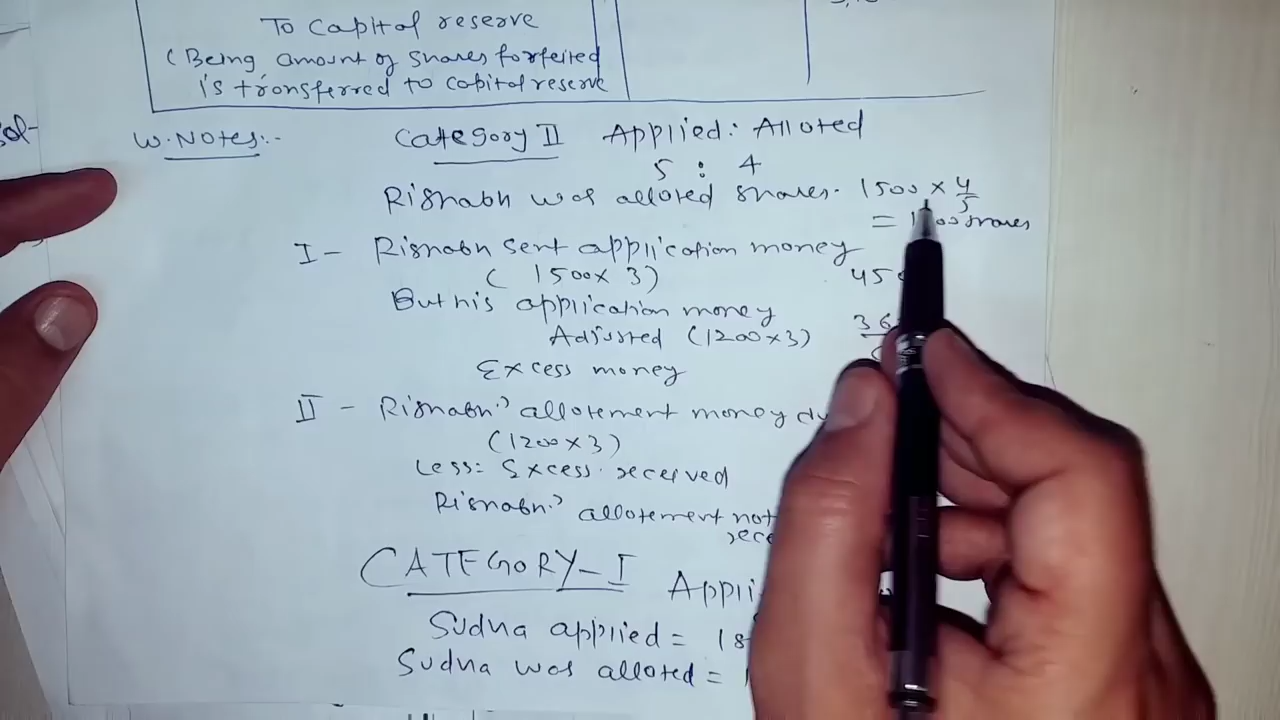 To Capital reserve
(Being amount of shares forfeited
is transferred to capital reserve
W. Notes:-
Category II Applied: Alloted
5 : 4
Rishabh was alloted shares. 1500 × 4/5
= shares
I - Rishabh sent application money
(1500×3)
But his application money
Adjusted (1200×3)
Excess money
II - Rishabh' allotement money
(1200×3)
Less: Excess received
Rishabh' allotement not
CATEGORY-I
Sudha applied =
Sudha was alloted =